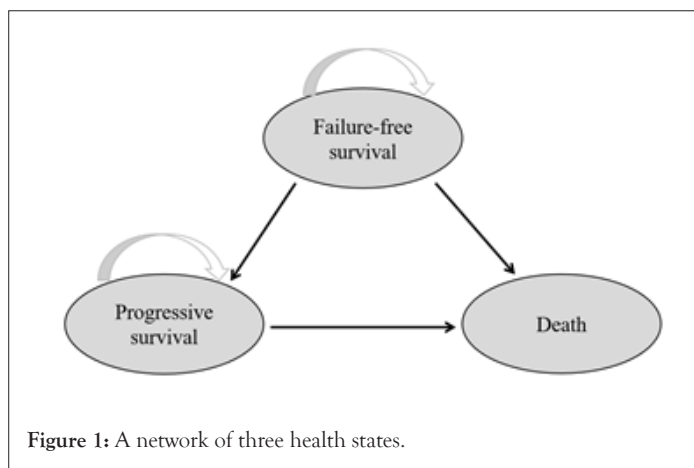 Failure-free
survival
Progressive
survival
Death
Figure 1: A network of three health states.